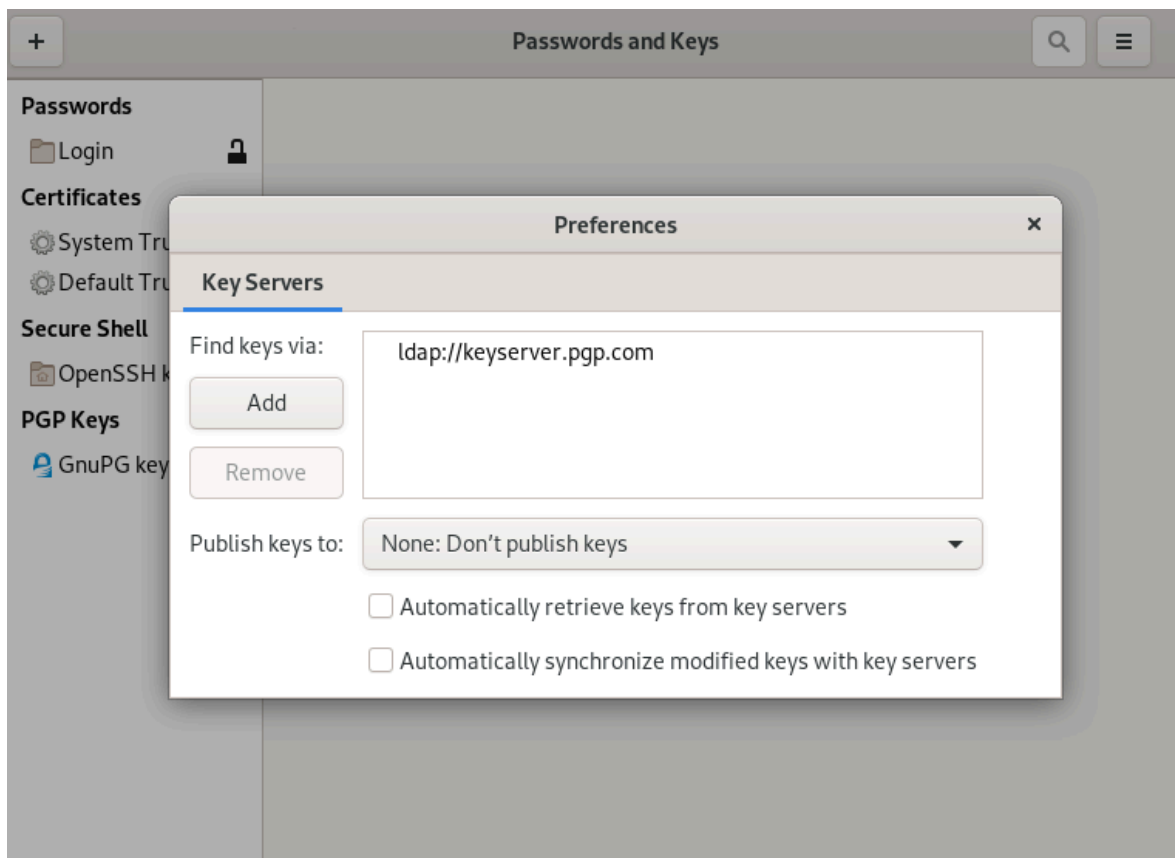 +
Passwords and Keys
Passwords
Login
Certificates
System Tru
Default Tru
Secure Shell
OpenSSH k
PGP Keys
GnuPG key
Preferences
Key Servers
Find keys via:
ldap://keyserver.pgp.com
Add
Remove
Publish keys to:
None: Don’t publish keys
Automatically retrieve keys from key servers
Automatically synchronize modified keys with key servers